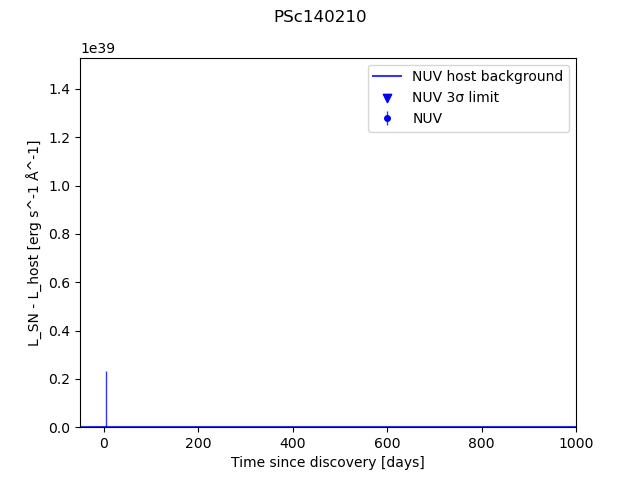 PSc140210
1e39
NUV host background
NUV 3σ limit
NUV
1.4
1.2
1.0
0.8
0.6
0.4
0.2
0.0
L_SN - L_host [erg s^-1 Å^-1]
0 200 400 600 800 1000
Time since discovery [days]